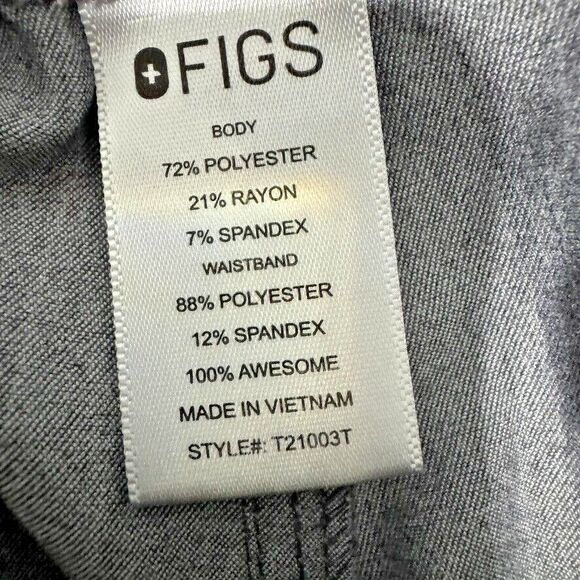 FIGS
BODY
72% POLYESTER
21% RAYON
7% SPANDEX
WAISTBAND
88% POLYESTER
12% SPANDEX
100% AWESOME
MADE IN VIETNAM
STYLE#: T21003T